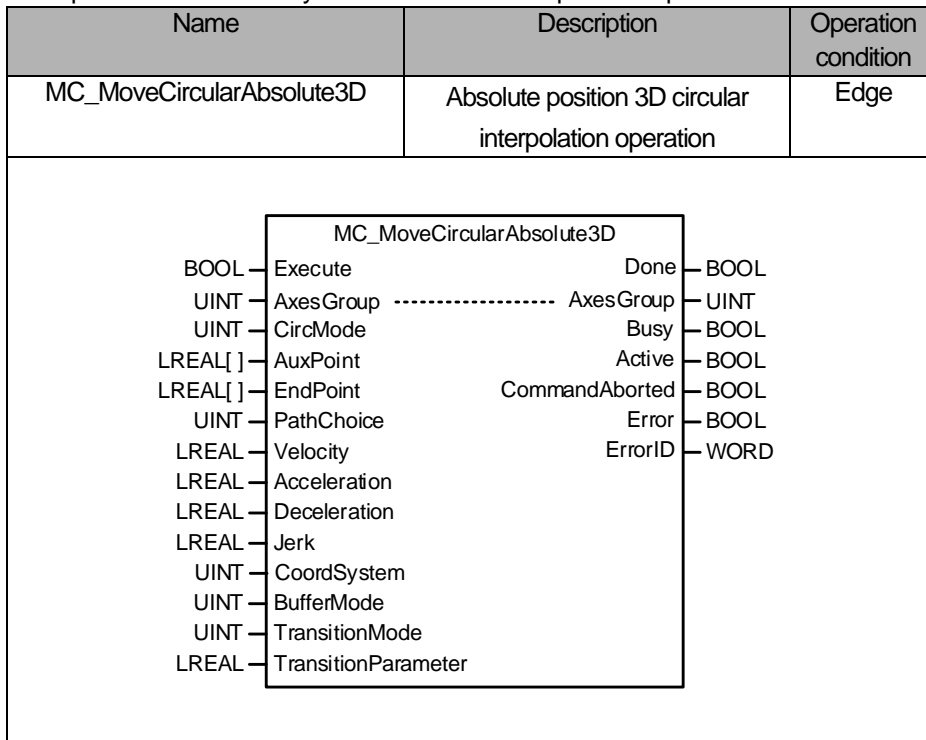 Name Description Operation condition
MC_MoveCircularAbsolute3D Absolute position 3D circular interpolation operation Edge
MC_MoveCircularAbsolute3D
BOOL Execute Done BOOL
UINT AxesGroup AxesGroup UINT
UINT CircMode Busy BOOL
LREAL[ ] AuxPoint Active BOOL
LREAL[ ] EndPoint CommandAborted BOOL
UINT PathChoice Error BOOL
LREAL Velocity ErrorID WORD
LREAL Acceleration
LREAL Deceleration
LREAL Jerk
UINT CoordSystem
UINT BufferMode
UINT TransitionMode
LREAL TransitionParameter